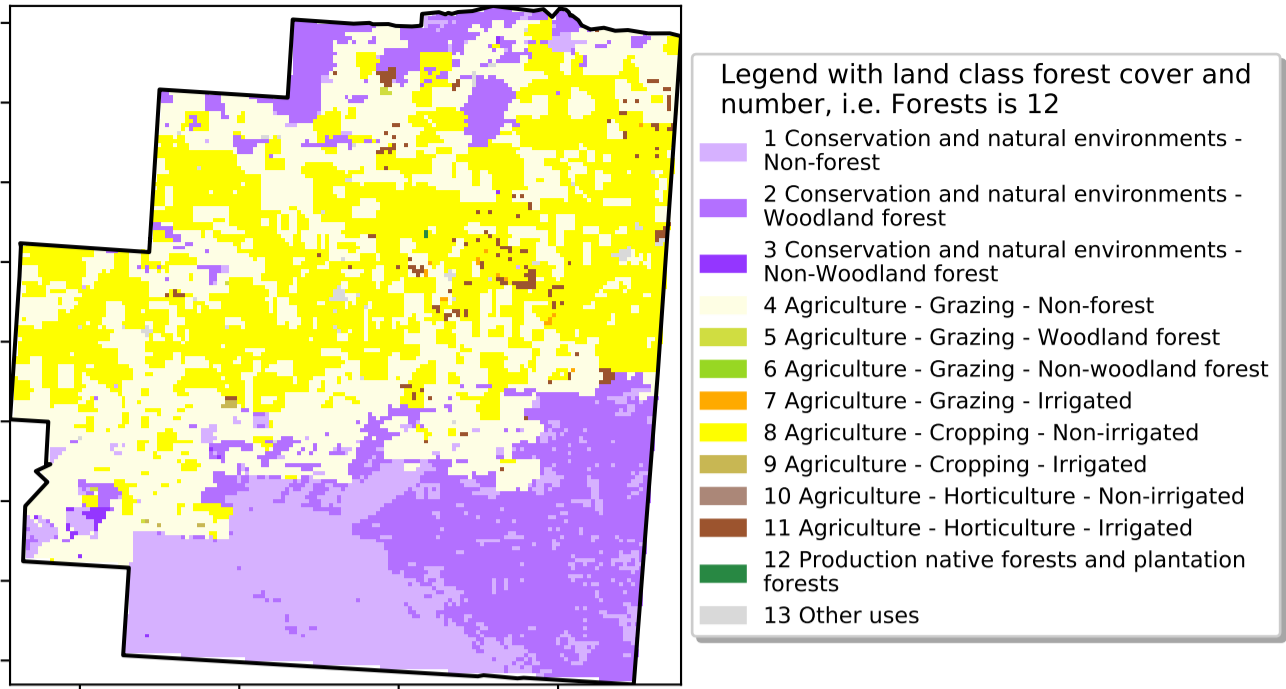 Legend with land class forest cover and
number, i.e. Forests is 12
1 Conservation and natural environments -
Non-forest
2 Conservation and natural environments -
Woodland forest
3 Conservation and natural environments -
Non-Woodland forest
4 Agriculture - Grazing - Non-forest
5 Agriculture - Grazing - Woodland forest
6 Agriculture - Grazing - Non-woodland forest
7 Agriculture - Grazing - Irrigated
8 Agriculture - Cropping - Non-irrigated
9 Agriculture - Cropping - Irrigated
10 Agriculture - Horticulture - Non-irrigated
11 Agriculture - Horticulture - Irrigated
12 Production native forests and plantation
forests
13 Other uses